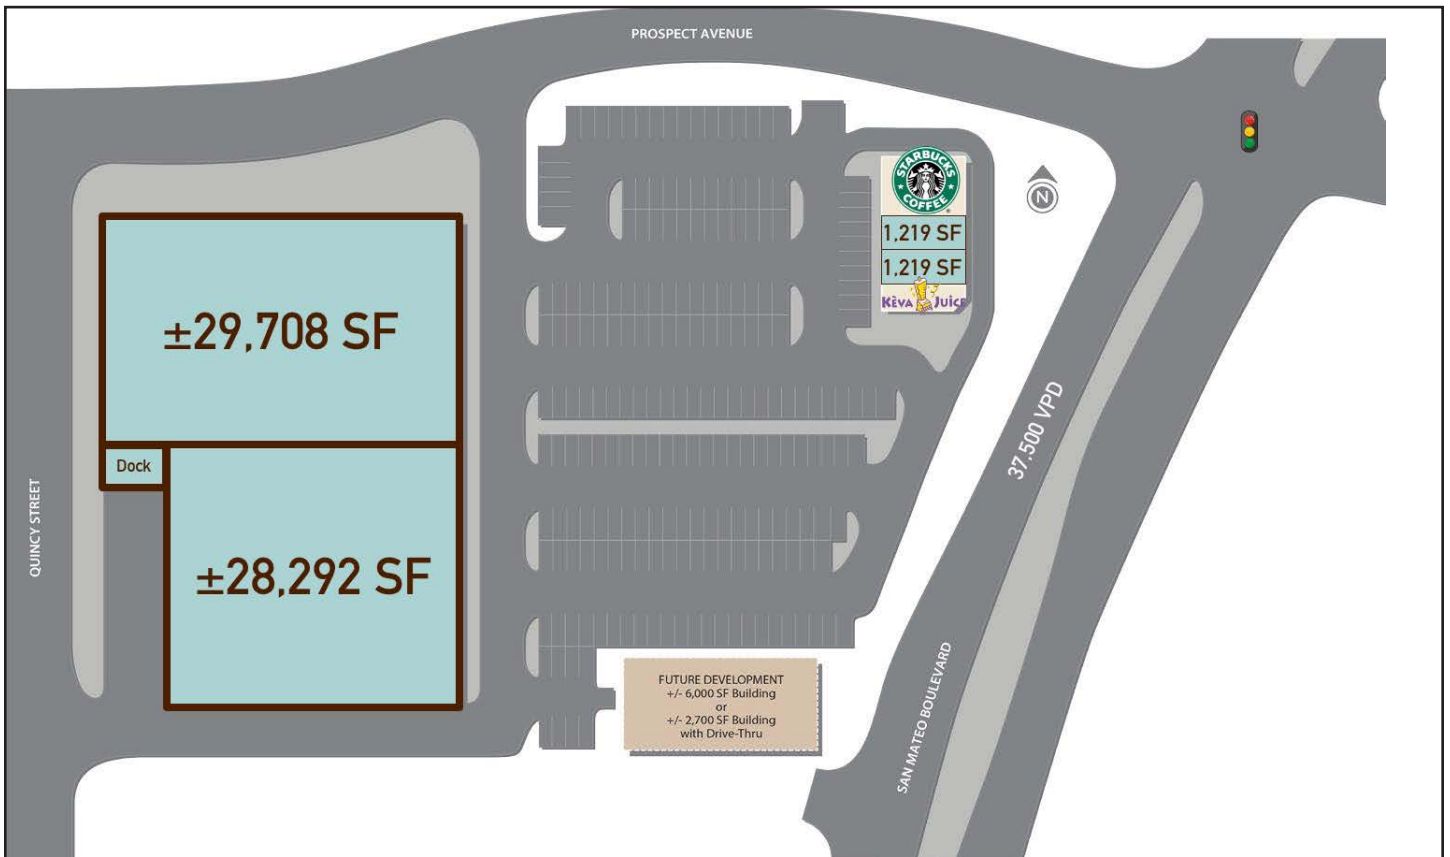 PROSPECT AVENUE
STARBUCKS
COFFEE
N
1,219 SF
1,219 SF
KÈVA JUICE
±29,708 SF
Dock
±28,292 SF
QUINCY STREET
37,500 VPD
SAN MATEO BOULEVARD
FUTURE DEVELOPMENT
+/- 6,000 SF Building
or
+/- 2,700 SF Building
with Drive-Thru